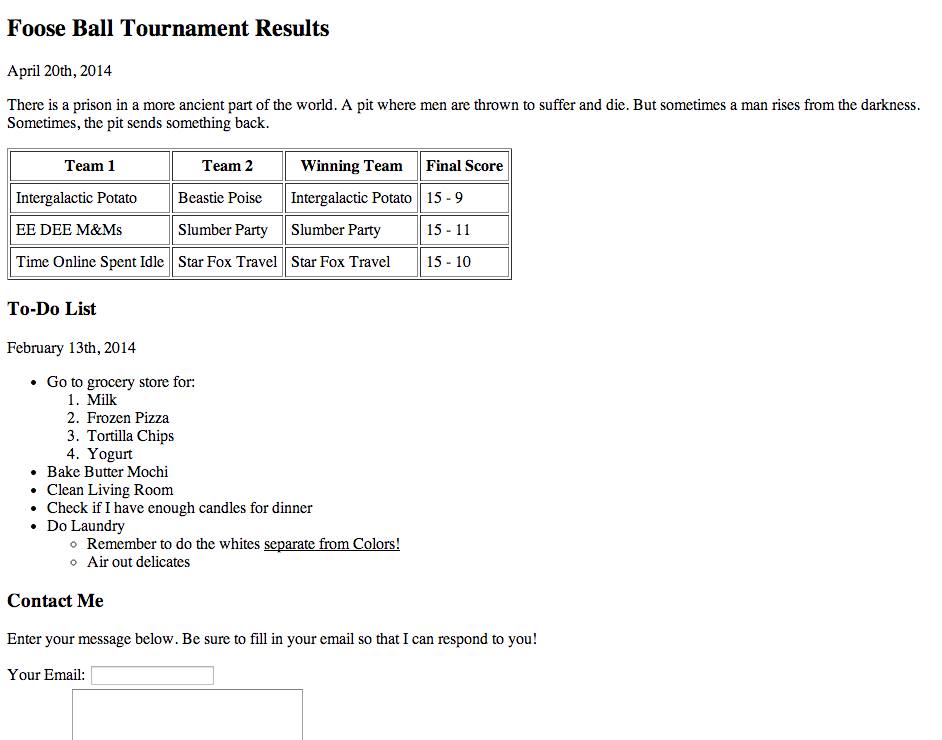 Foose Ball Tournament Results
April 20th, 2014
There is a prison in a more ancient part of the world. A pit where men are thrown to suffer and die. But sometimes a man rises from the darkness.
Sometimes, the pit sends something back.
Team 1 Team 2 Winning Team Final Score
Intergalactic Potato Beastie Poise Intergalactic Potato 15 - 9
EE DEE M&Ms Slumber Party Slumber Party 15 - 11
Time Online Spent Idle Star Fox Travel Star Fox Travel 15 - 10
To-Do List
February 13th, 2014
• Go to grocery store for:
1. Milk
2. Frozen Pizza
3. Tortilla Chips
4. Yogurt
• Bake Butter Mochi
• Clean Living Room
• Check if I have enough candles for dinner
• Do Laundry
◦ Remember to do the whites separate from Colors!
◦ Air out delicates
Contact Me
Enter your message below. Be sure to fill in your email so that I can respond to you!
Your Email: